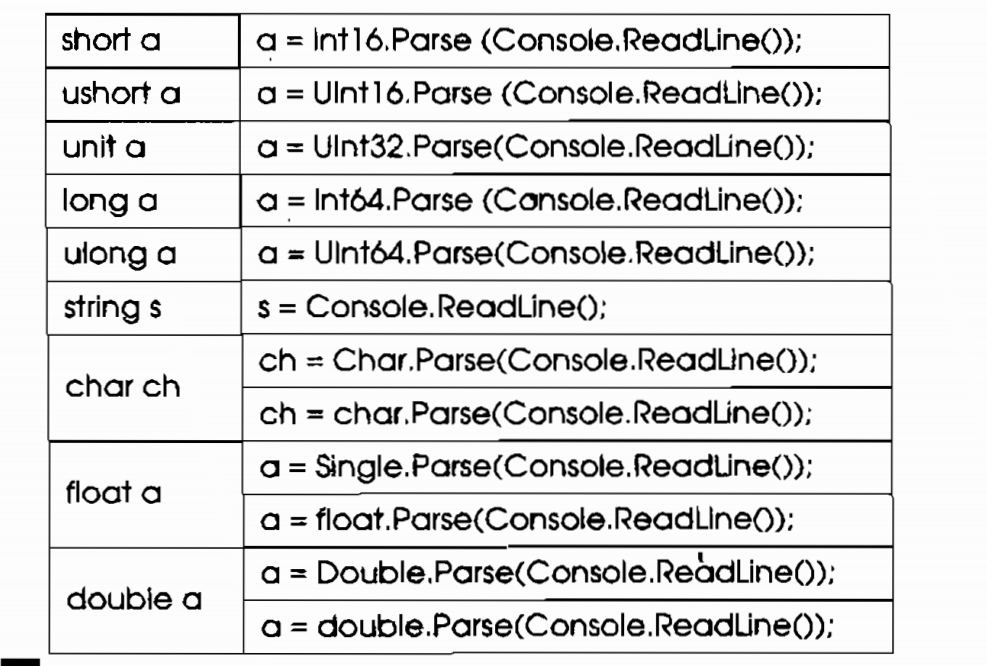 short a
a = Int16.Parse (Console.ReadLine());
ushort a
a = UInt16.Parse (Console.ReadLine());
unit a
a = UInt32.Parse(Console.ReadLine());
long a
a = Int64.Parse (Console.ReadLine());
ulong a
a = UInt64.Parse(Console.ReadLine());
string s
s = Console.ReadLine();
char ch
ch = Char.Parse(Console.ReadLine());
ch = char.Parse(Console.ReadLine());
float a
a = Single.Parse(Console.ReadLine());
a = float.Parse(Console.ReadLine());
double a
a = Double.Parse(Console.ReadLine());
a = double.Parse(Console.ReadLine());